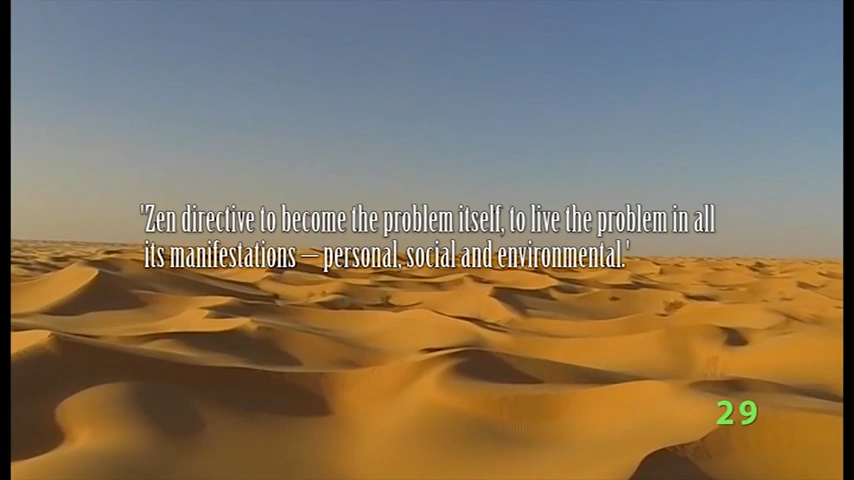 'Zen directive to become the problem itself, to live the problem in all
its manifestations – personal, social and environmental.'
29